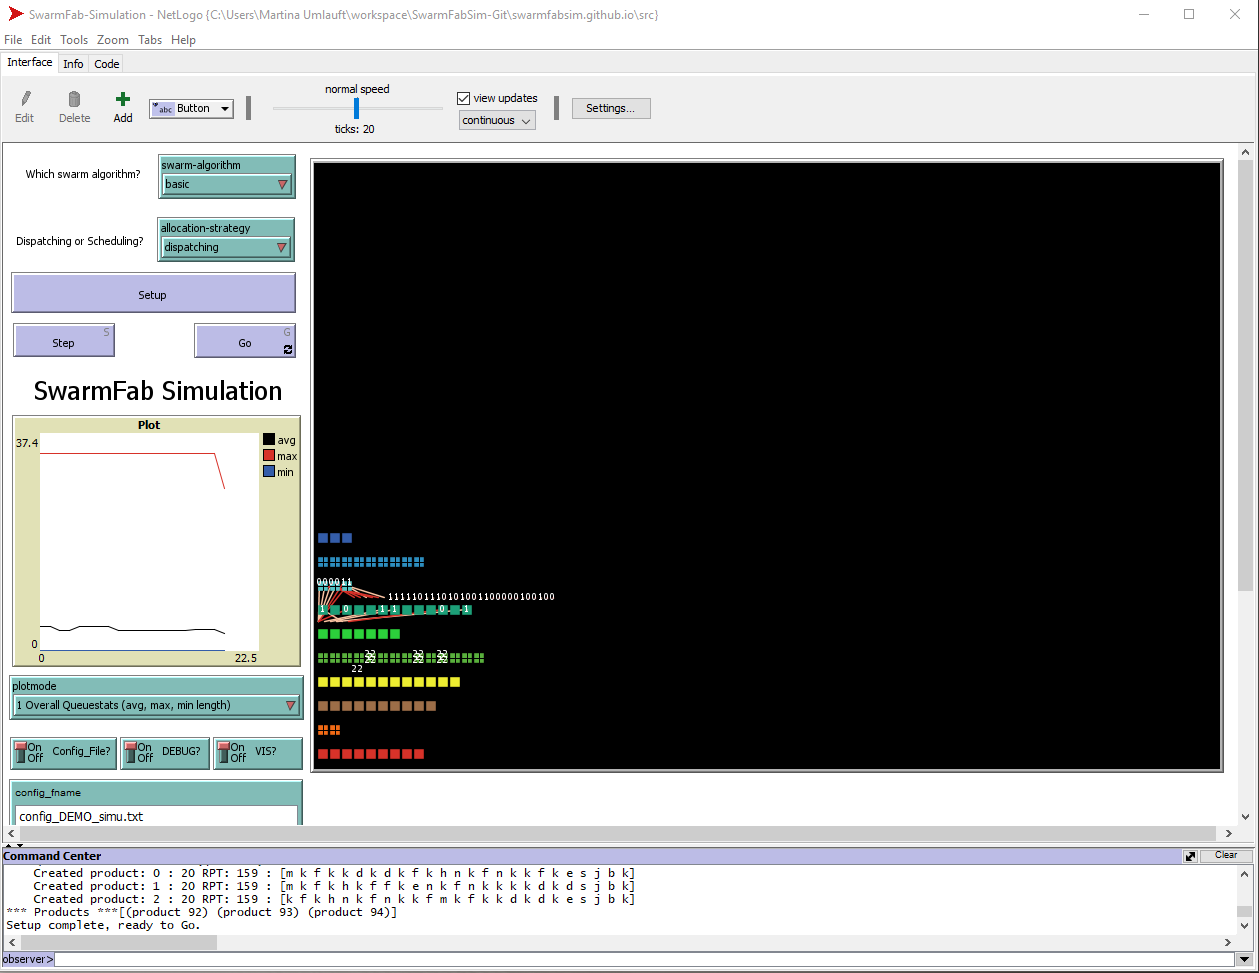 SwarmFab-Simulation - NetLogo {C:\Users\Martina Umlauft\workspace\SwarmFabSim-Git\swarmfabsim.github.io\src}
File Edit Tools Zoom Tabs Help
Interface Info Code
Edit Delete Add abc Button
normal speed
ticks: 20
view updates
continuous
Settings...
Which swarm algorithm?
swarm-algorithm
basic
Dispatching or Scheduling?
allocation-strategy
dispatching
Setup
Step S
Go G
SwarmFab Simulation
Plot
37.4
0
0 22.5
avg
max
min
plotmode
1 Overall Queuestats (avg, max, min length)
On Off Config_File?
On Off DEBUG?
On Off VIS?
config_fname
config_DEMO_simu.txt
000011
1 0 1 1 0 1
22 22 22
22 22 22
22
Command Center Clear
Created product: 0 : 20 RPT: 159 : [m k f k k d k d k f k h n k f n k k f k e s j b k]
Created product: 1 : 20 RPT: 159 : [m k f k h k f f k e n k f n k k k k d k d s j b k]
Created product: 2 : 20 RPT: 159 : [k f k h n k f n k k f m k f k k d k d k e s j b k]
*** Products ***[(product 92) (product 93) (product 94)]
Setup complete, ready to Go.
observer>